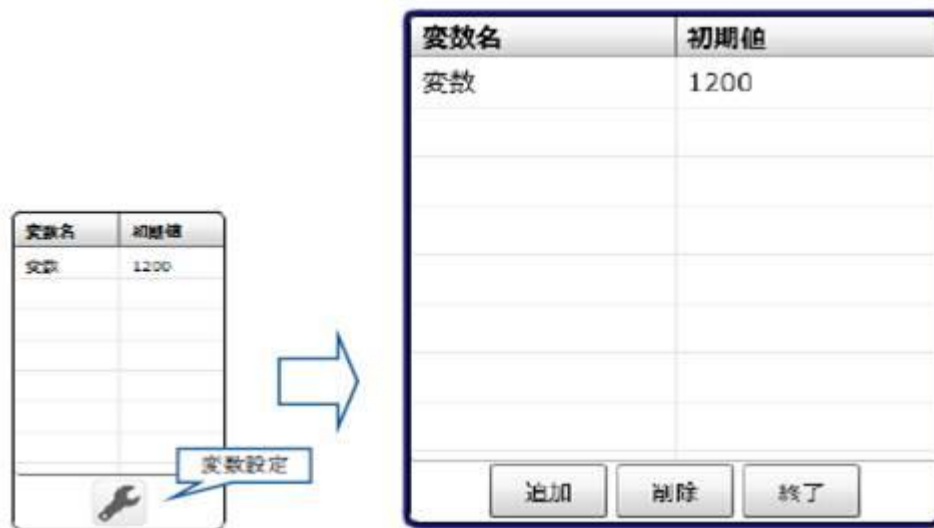 変数名 初期値
変数 1200
変数設定
変数名 初期値
変数 1200
追加 削除 終了